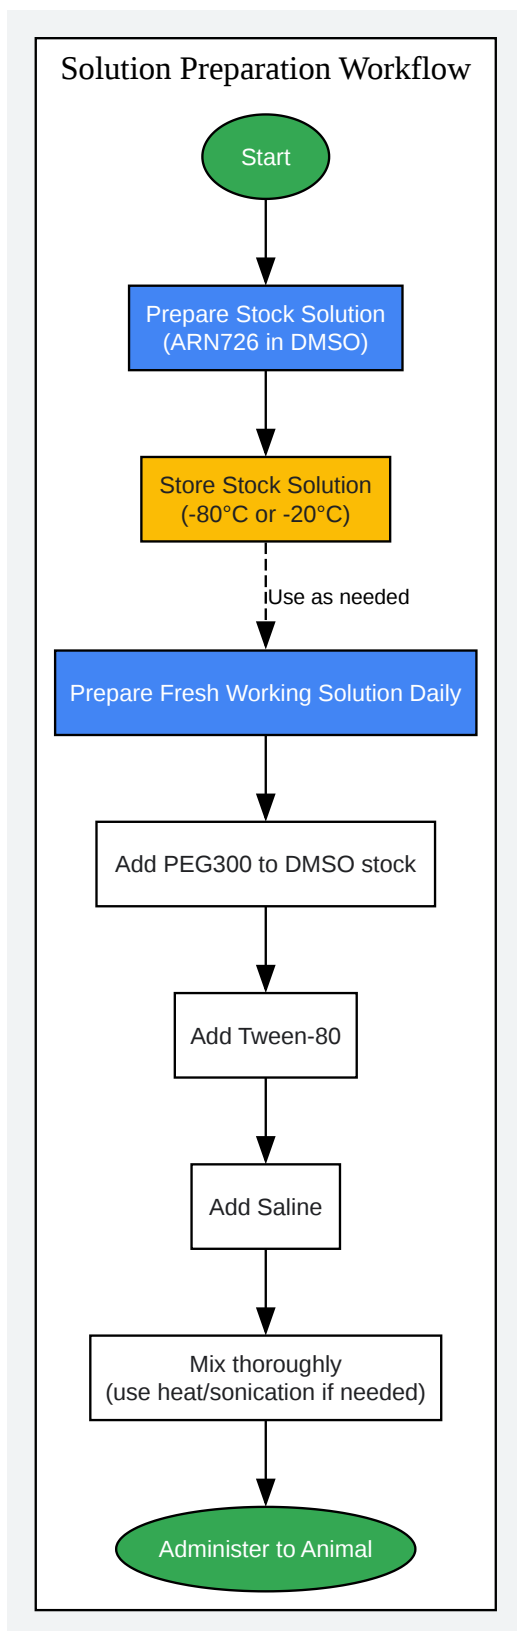 Solution Preparation Workflow
Start
Prepare Stock Solution
(ARN726 in DMSO)
Store Stock Solution
(-80°C or -20°C)
Use as needed
Prepare Fresh Working Solution Daily
Add PEG300 to DMSO stock
Add Tween-80
Add Saline
Mix thoroughly
(use heat/sonication if needed)
Administer to Animal